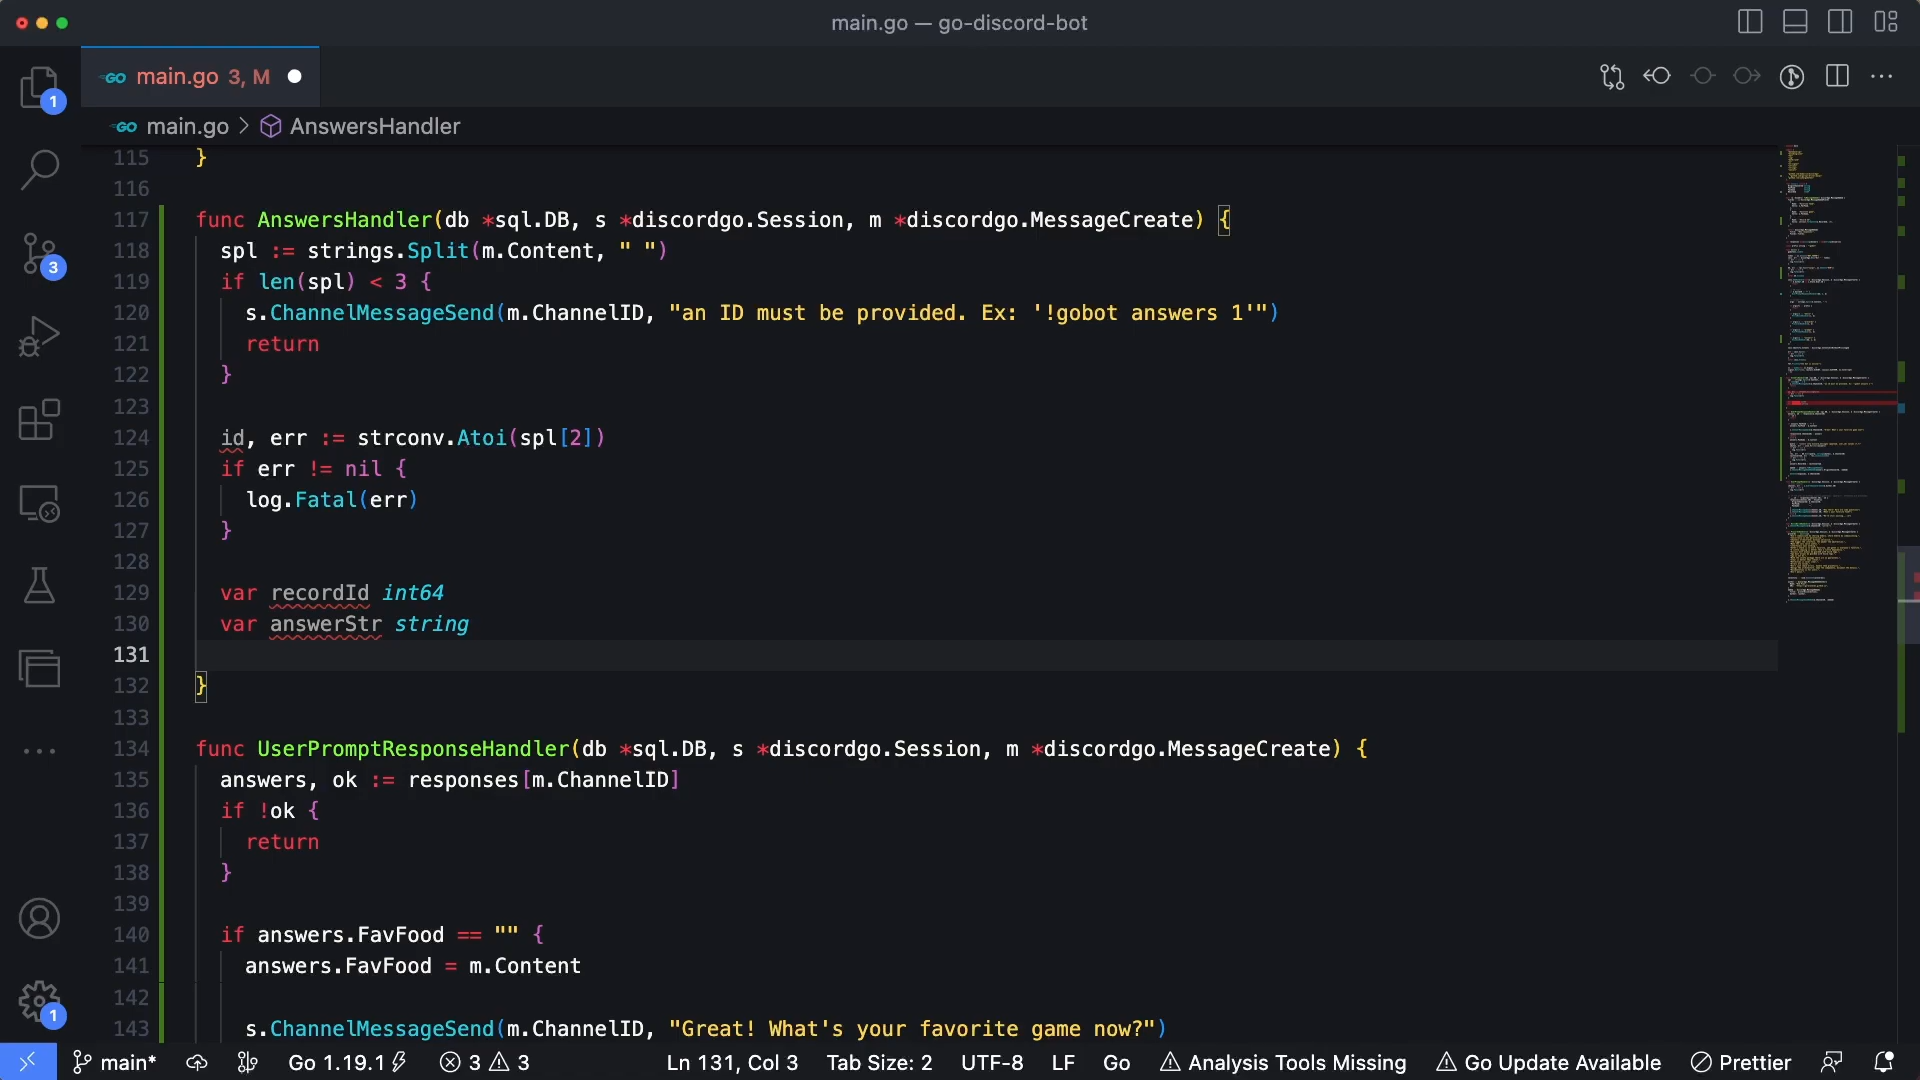 main.go — go-discord-bot
GO main.go 3, M
GO main.go > AnswersHandler
115 }
116
117 func AnswersHandler(db *sql.DB, s *discordgo.Session, m *discordgo.MessageCreate) {
118 spl := strings.Split(m.Content, " ")
119 if len(spl) < 3 {
120 s.ChannelMessageSend(m.ChannelID, "an ID must be provided. Ex: '!gobot answers 1'")
121 return
122 }
123
124 id, err := strconv.Atoi(spl[2])
125 if err != nil {
126 log.Fatal(err)
127 }
128
129 var recordId int64
130 var answerStr string
131
132 }
133
134 func UserPromptResponseHandler(db *sql.DB, s *discordgo.Session, m *discordgo.MessageCreate) {
135 answers, ok := responses[m.ChannelID]
136 if !ok {
137 return
138 }
139
140 if answers.FavFood == "" {
141 answers.FavFood = m.Content
142
143 s.ChannelMessageSend(m.ChannelID, "Great! What's your favorite game now?")
1
3
1
main* Go 1.19.1 3 3 Ln 131, Col 3 Tab Size: 2 UTF-8 LF Go Analysis Tools Missing Go Update Available Prettier